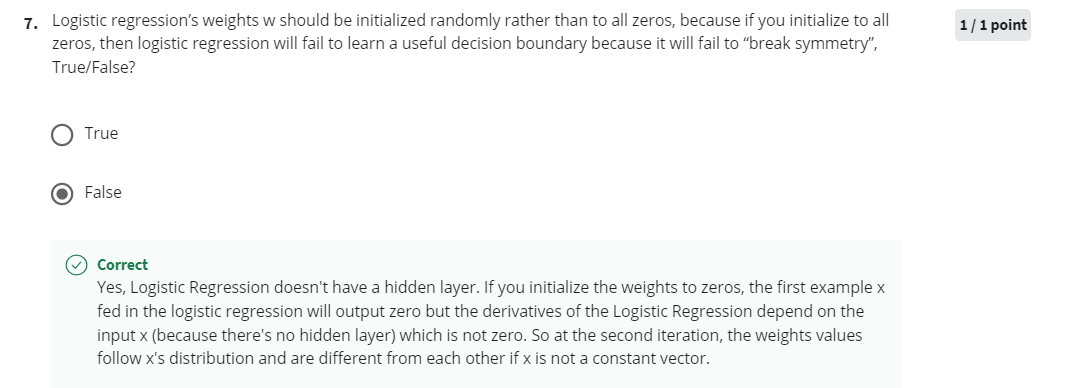 7. Logistic regression’s weights w should be initialized randomly rather than to all zeros, because if you initialize to all
1 / 1 point
zeros, then logistic regression will fail to learn a useful decision boundary because it will fail to “break symmetry”,
True/False?
True
False
Correct
Yes, Logistic Regression doesn't have a hidden layer. If you initialize the weights to zeros, the first example x
fed in the logistic regression will output zero but the derivatives of the Logistic Regression depend on the
input x (because there's no hidden layer) which is not zero. So at the second iteration, the weights values
follow x's distribution and are different from each other if x is not a constant vector.